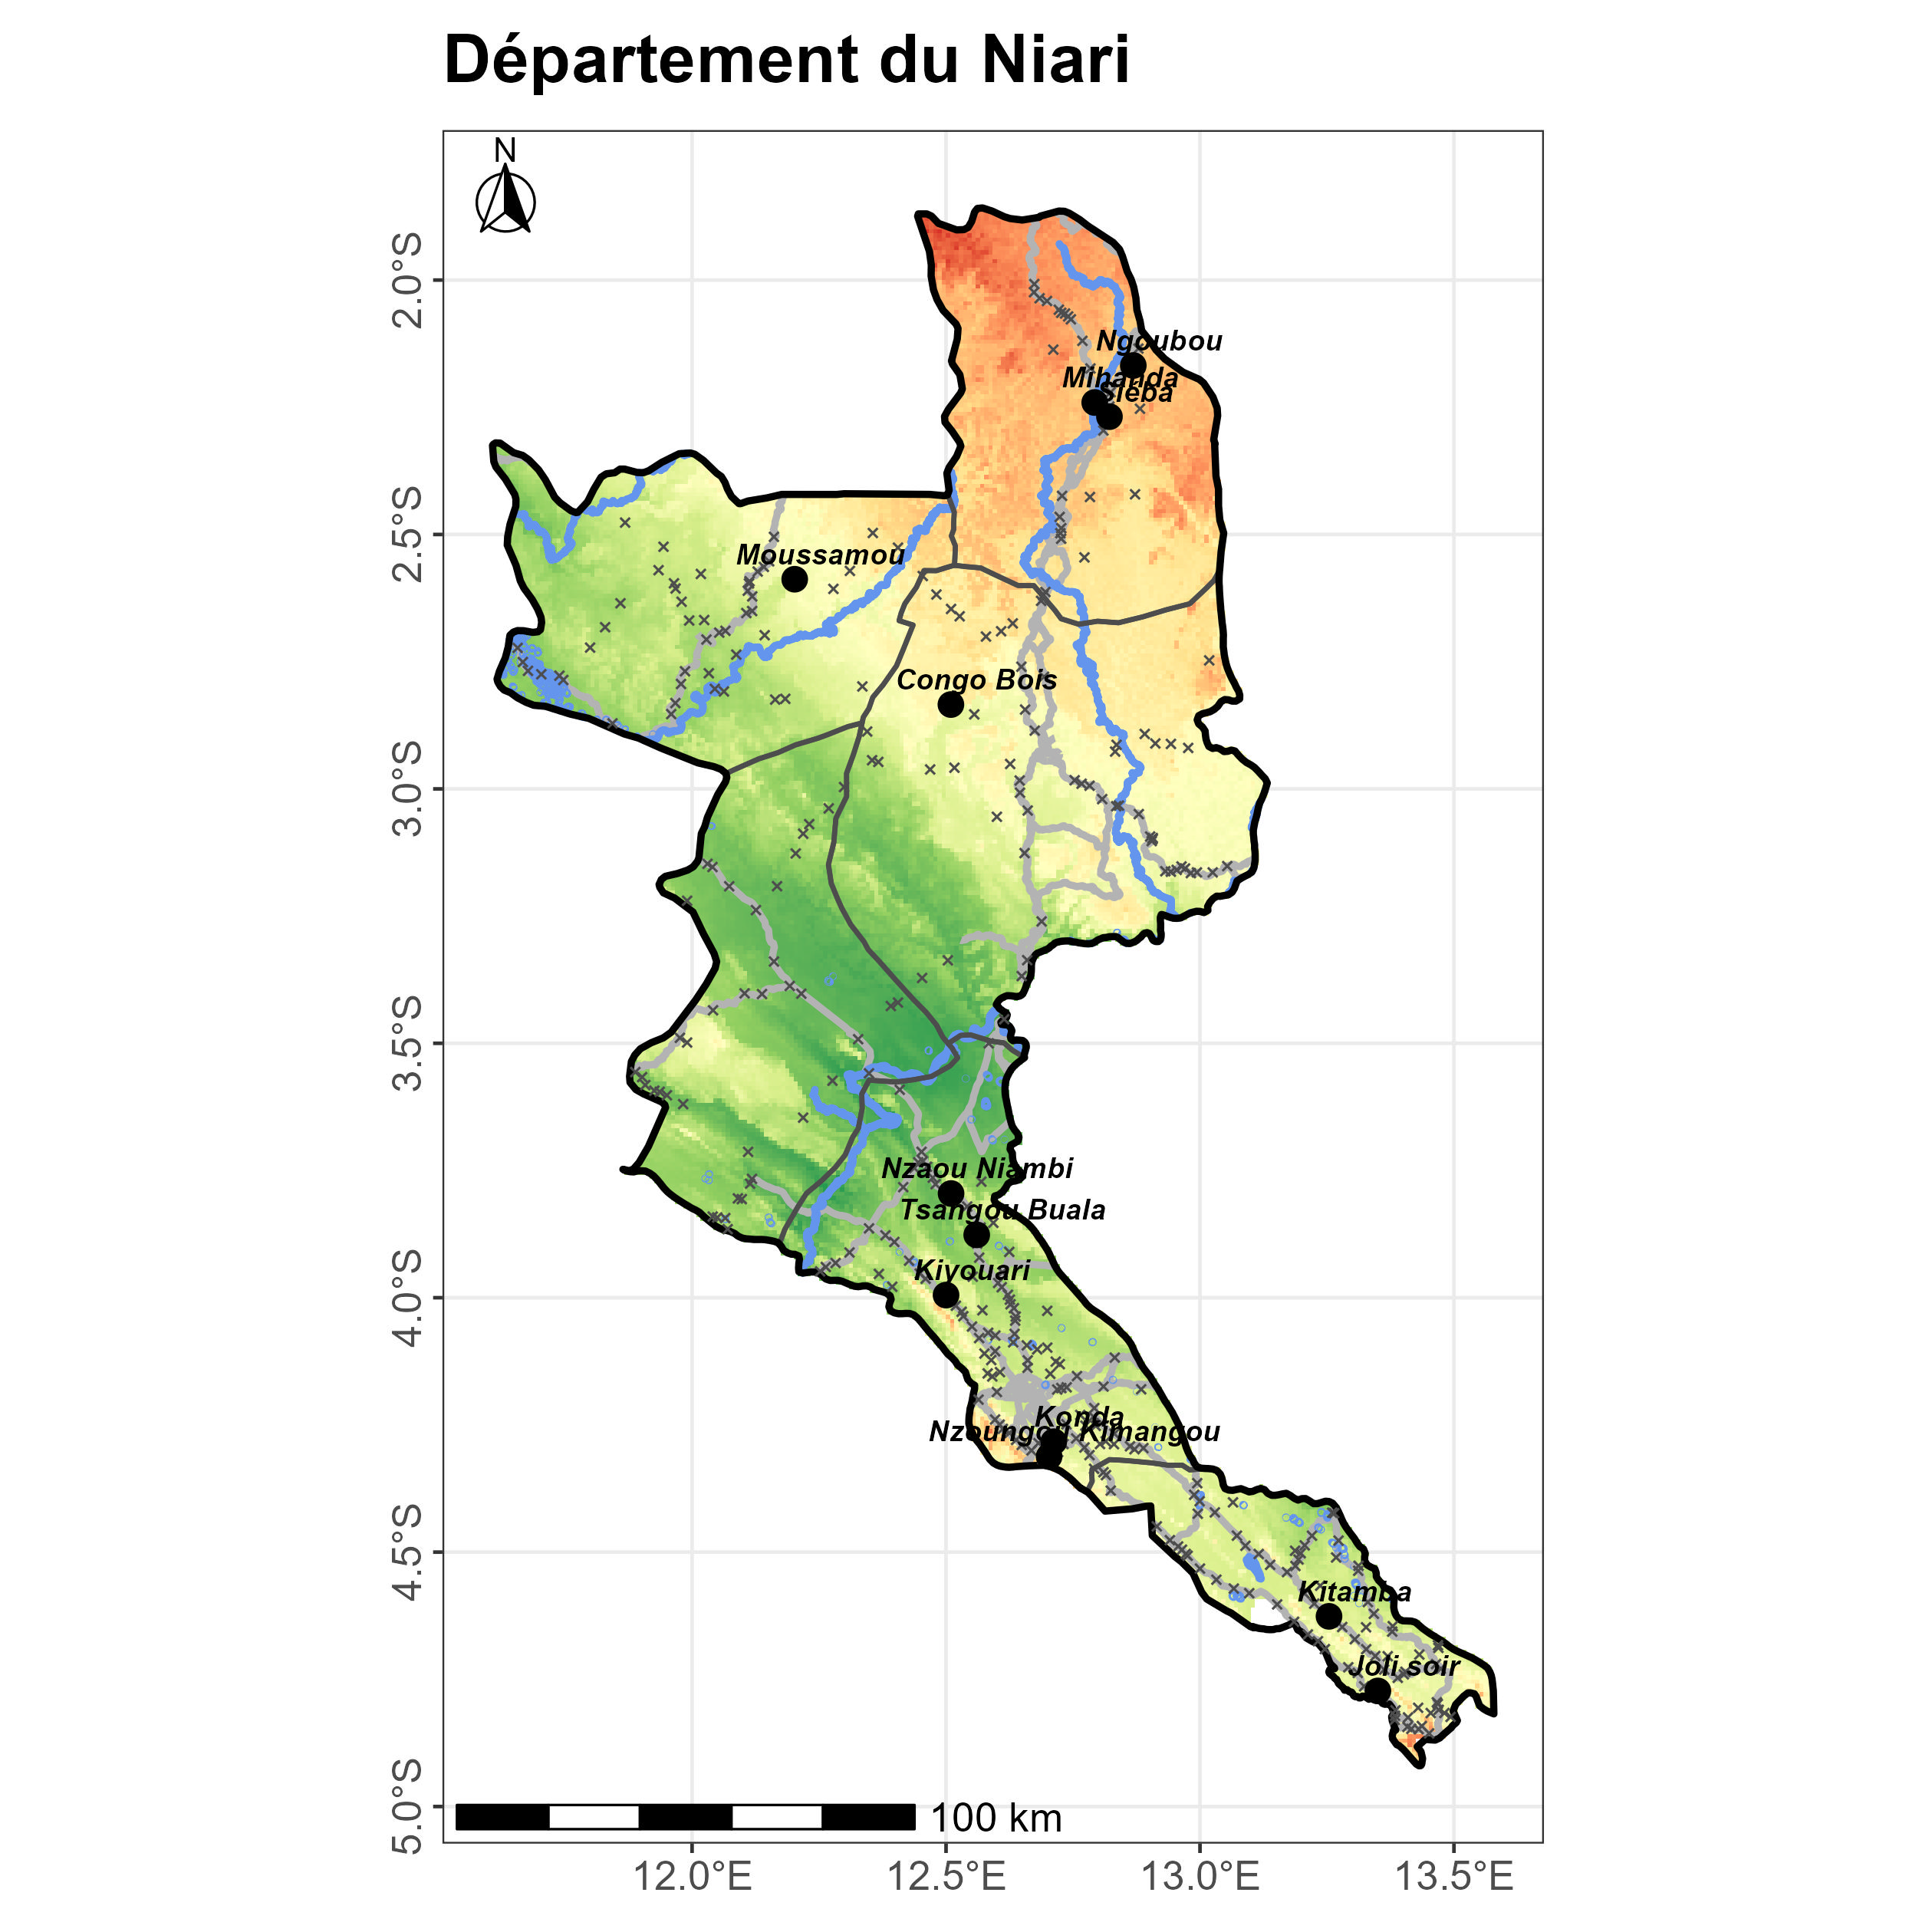 Département du Niari
N
2.0°S
Ngoubou
Mihanda
Siéba
2.5°S
Moussamou
Congo Bois
3.0°S
3.5°S
Nzaou Niambi
Tsangou Buala
Kiyouari
4.0°S
Konda
Nzoungou Kimangou
4.5°S
Kitamba
Joli soir
5.0°S
100 km
12.0°E 12.5°E 13.0°E 13.5°E